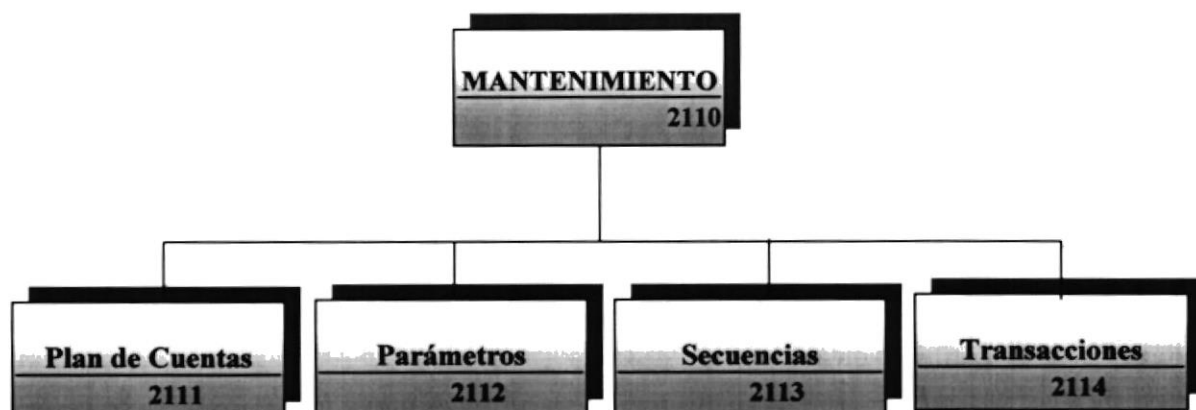 MANTENIMIENTO
2110
Plan de Cuentas
2111
Parámetros
2112
Secuencias
2113
Transacciones
2114